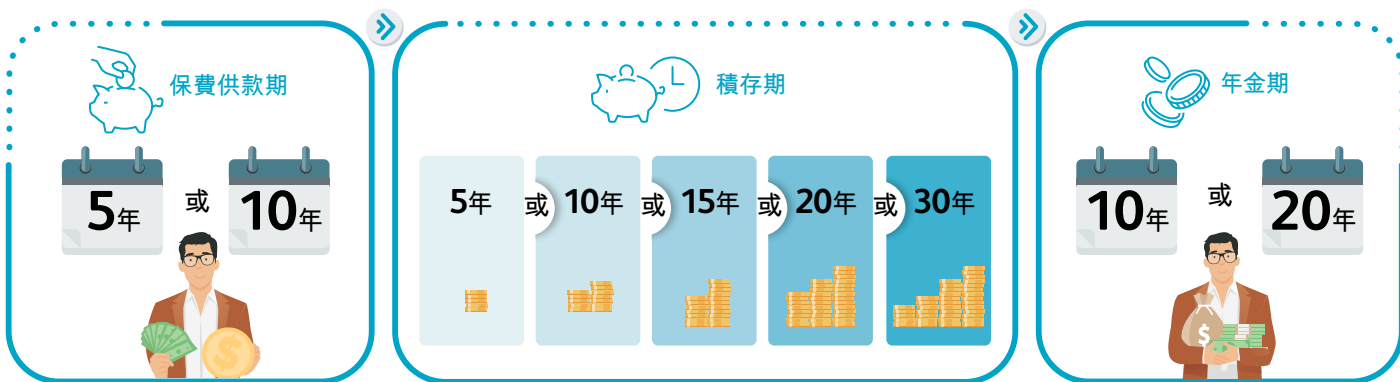 保費供款期
5年
或
10年
積存期
5年 或 10年 或 15年 或 20年 或 30年
年金期
10年
或
20年